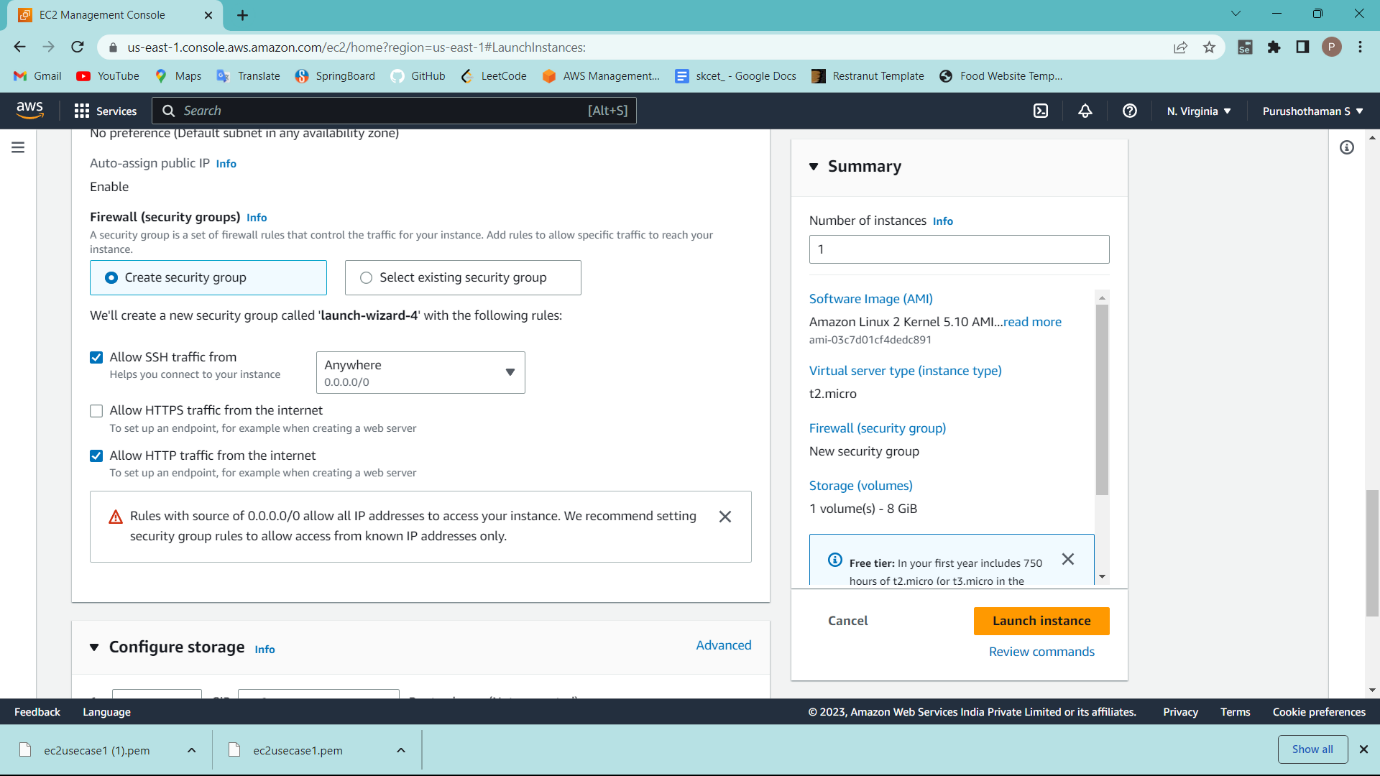 EC2 Management Console
us-east-1.console.aws.amazon.com/ec2/home?region=us-east-1#LaunchInstances:
P
Gmail YouTube Maps Translate SpringBoard GitHub LeetCode AWS Management... skcet_ - Google Docs Restranut Template Food Website Temp...
aws Services Search [Alt+S] N. Virginia Purushothaman S
No preference (Default subnet in any availability zone)
Auto-assign public IP Info
Enable
Firewall (security groups) Info
A security group is a set of firewall rules that control the traffic for your instance. Add rules to allow specific traffic to reach your
instance.
Create security group Select existing security group
We'll create a new security group called 'launch-wizard-4' with the following rules:
Allow SSH traffic from
Helps you connect to your instance
Anywhere
0.0.0.0/0
Allow HTTPS traffic from the internet
To set up an endpoint, for example when creating a web server
Allow HTTP traffic from the internet
To set up an endpoint, for example when creating a web server
Rules with source of 0.0.0.0/0 allow all IP addresses to access your instance. We recommend setting
security group rules to allow access from known IP addresses only.
Configure storage Info Advanced
Summary
Number of instances Info
1
Software Image (AMI)
Amazon Linux 2 Kernel 5.10 AMI...read more
ami-03c7d01cf4dedc891
Virtual server type (instance type)
t2.micro
Firewall (security group)
New security group
Storage (volumes)
1 volume(s) - 8 GiB
Free tier: In your first year includes 750
hours of t2.micro (or t3.micro in the
Cancel Launch instance
Review commands
Feedback Language © 2023, Amazon Web Services India Private Limited or its affiliates. Privacy Terms Cookie preferences
ec2usecase1 (1).pem ec2usecase1.pem Show all